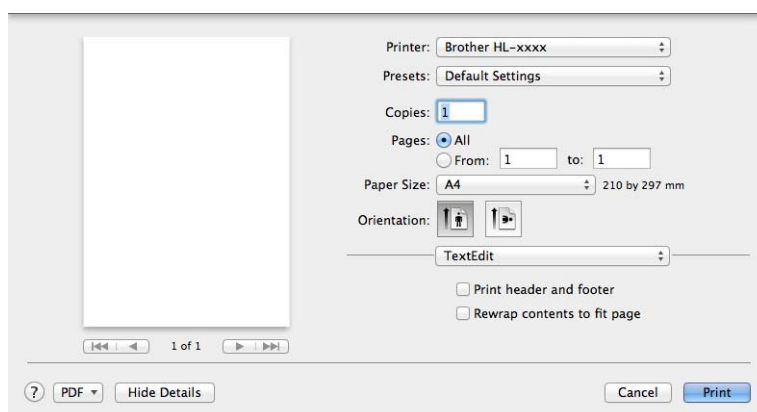 Printer: Brother HL-xxxx
Presets: Default Settings
Copies: 1
Pages: All
From: 1 to: 1
Paper Size: A4 210 by 297 mm
Orientation:
TextEdit
Print header and footer
Rewrap contents to fit page
1 of 1
? PDF Hide Details Cancel Print